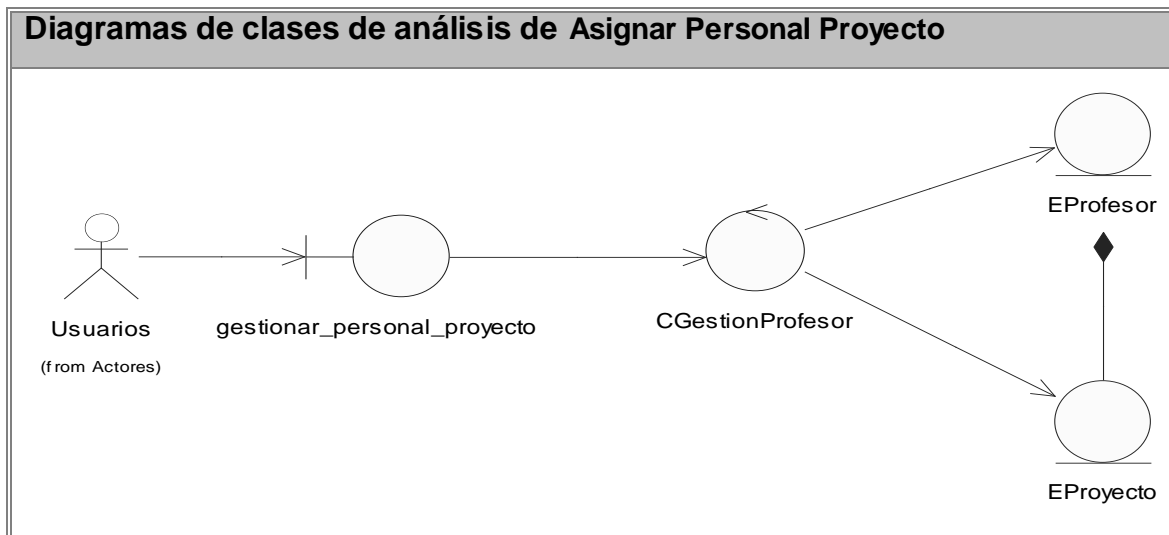 Diagramas de clases de análisis de Asignar Personal Proyecto
EProfesor
Usuarios
(from Actores)
gestionar_personal_proyecto
CGestionProfesor
EProyecto